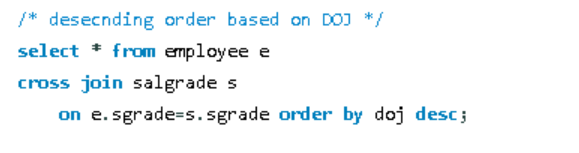 /* desecnding order based on DOJ */
select * from employee e
cross join salgrade s
on e.sgrade=s.sgrade order by doj desc;